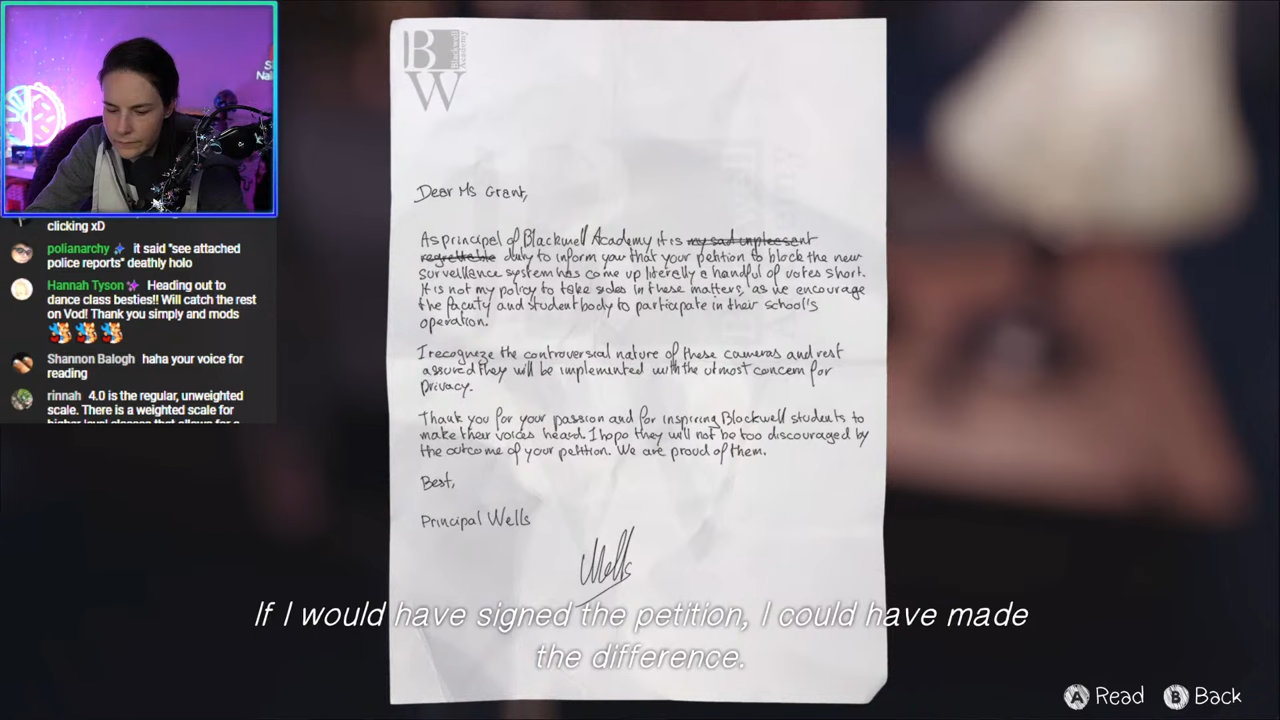 clicking xD
polianarchy it said "see attached
police reports" deathly holo
Hannah Tyson Heading out to
dance class besties!! Will catch the rest
on Vod! Thank you simply and mods
Shannon Balogh haha your voice for
reading
rinnah 4.0 is the regular, unweighted
scale. There is a weighted scale for
B
W
Blackwell
Academy
Dear Ms Grant,
As principel of Blackwell Academy it is my sad unpleesent
regrettable duty to inform you that your petition to block the new
surveillance system has come up literally a handful of votes short.
It is not my policy to take sides in these matters, as we encourage
the facuty and student body to participate in their school's
operation.
I recogneze the controversial nature of these cameras and rest
assured they will be implemented with the utmost concern for
privacy.
Thank you for your passion and for inspiring Blackwell students to
make their voices heard. I hope they will not be too discouraged by
the outcome of your petition. We are proud of them.
Best,
Principal Wells
Wells
If I would have signed the petition, I could have made
the difference.
A Read B Back